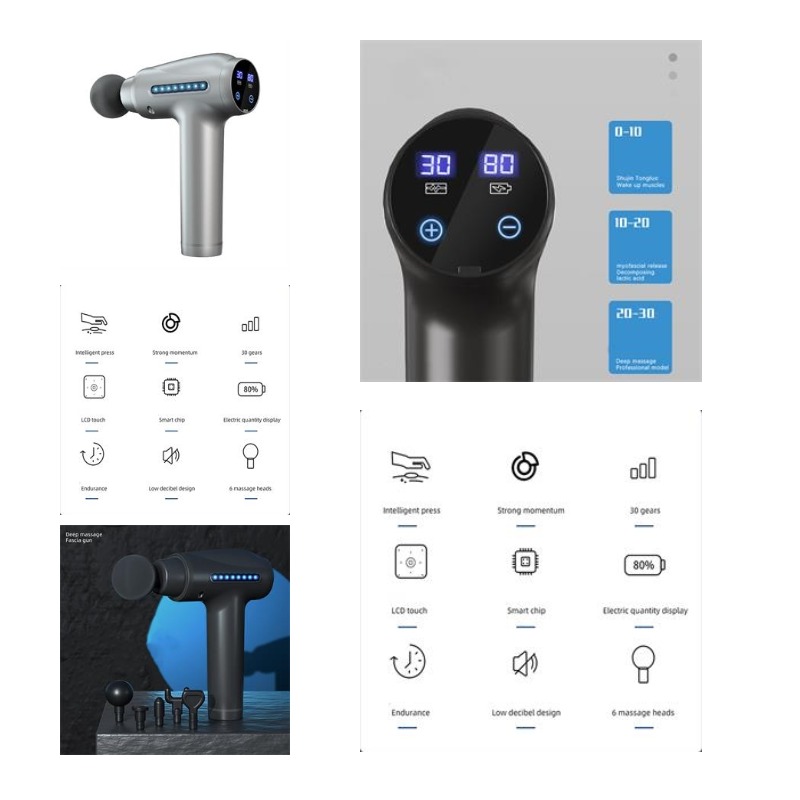 30 80
30 80
0-10
Shujin Tongluo
Wake up muscles
10-20
myofascial release
Decomposing
lactic acid
20-30
Deep massage
Professional model
Intelligent press
Strong momentum
30 gears
80%
LCD touch
Smart chip
Electric quantity display
Endurance
Low decibel design
6 massage heads
Deep massage
Fascia gun
Intelligent press
Strong momentum
30 gears
80%
LCD touch
Smart chip
Electric quantity display
Endurance
Low decibel design
6 massage heads